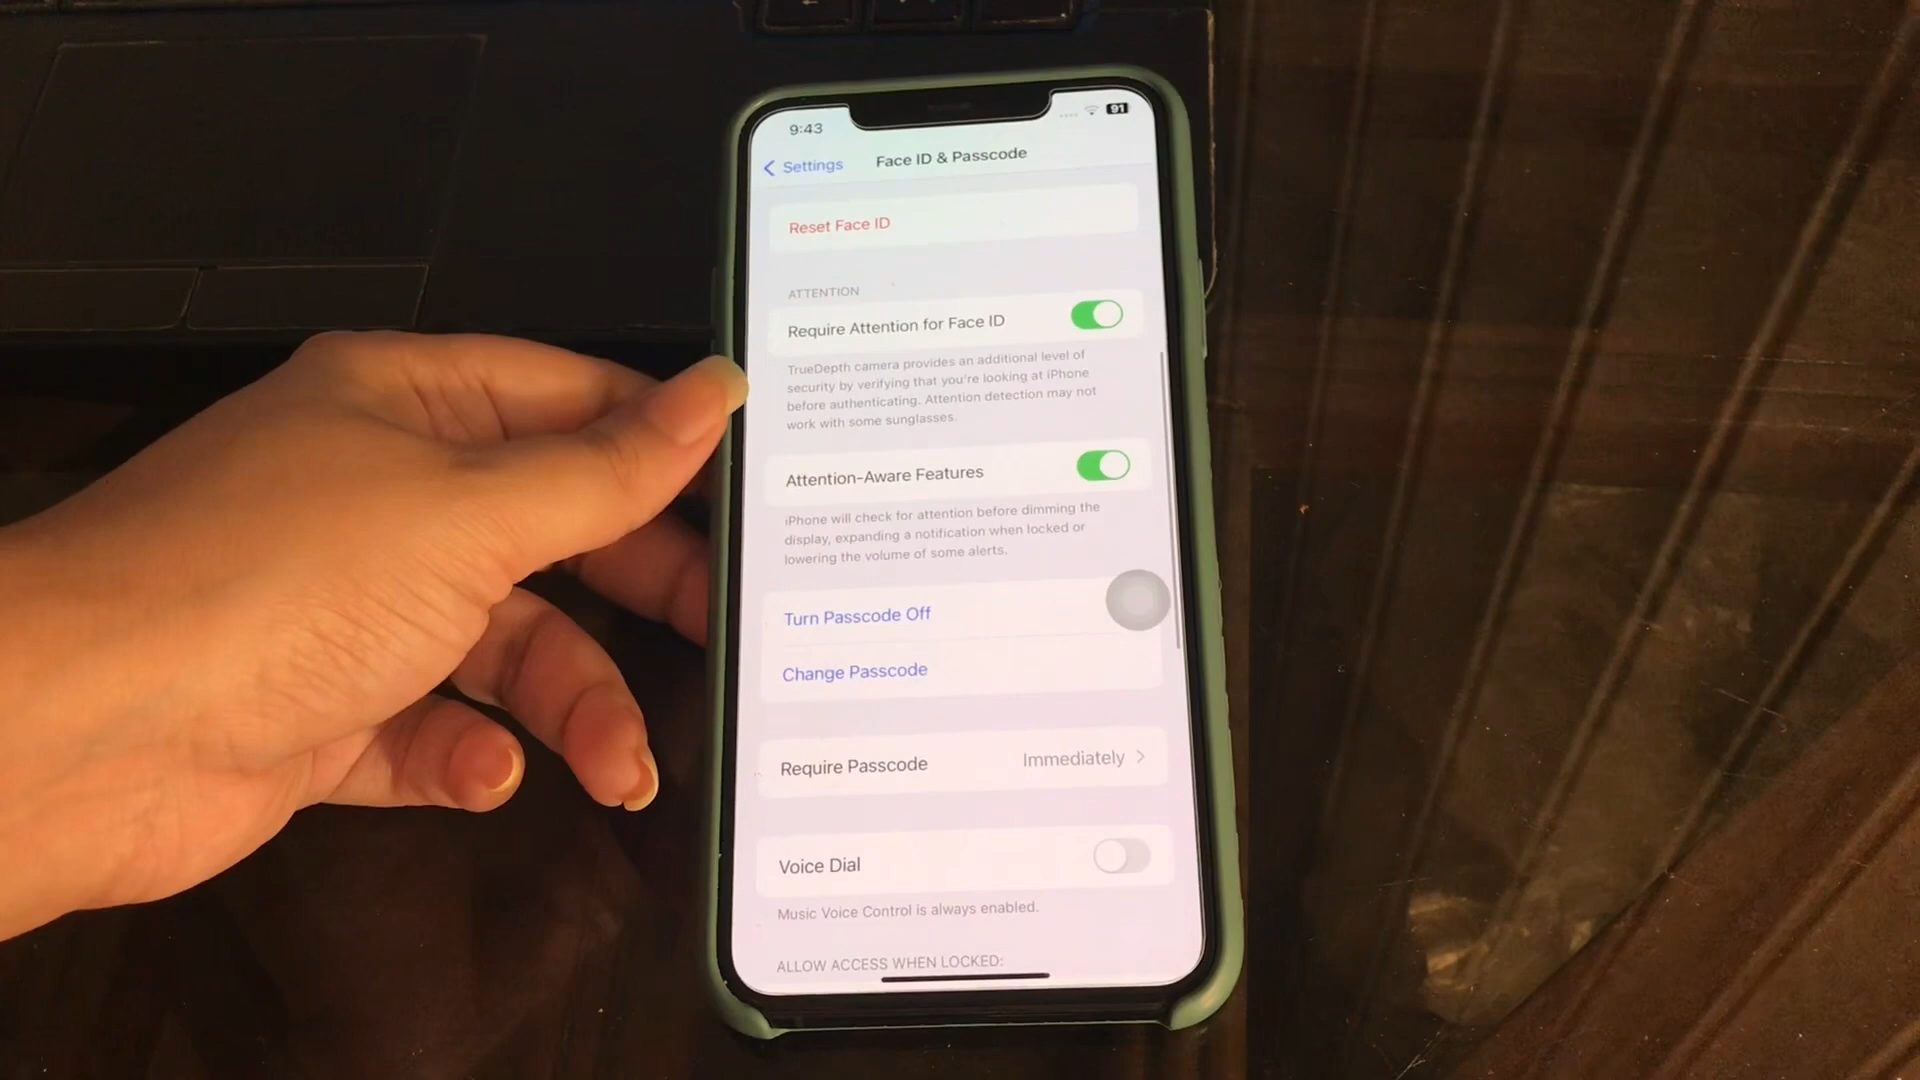 9:43
91
Settings
Face ID & Passcode
Reset Face ID
ATTENTION
Require Attention for Face ID
TrueDepth camera provides an additional level of
security by verifying that you're looking at iPhone
before authenticating. Attention detection may not
work with some sunglasses.
Attention-Aware Features
iPhone will check for attention before dimming the
display, expanding a notification when locked or
lowering the volume of some alerts.
Turn Passcode Off
Change Passcode
Require Passcode Immediately
Voice Dial
Music Voice Control is always enabled.
ALLOW ACCESS WHEN LOCKED: